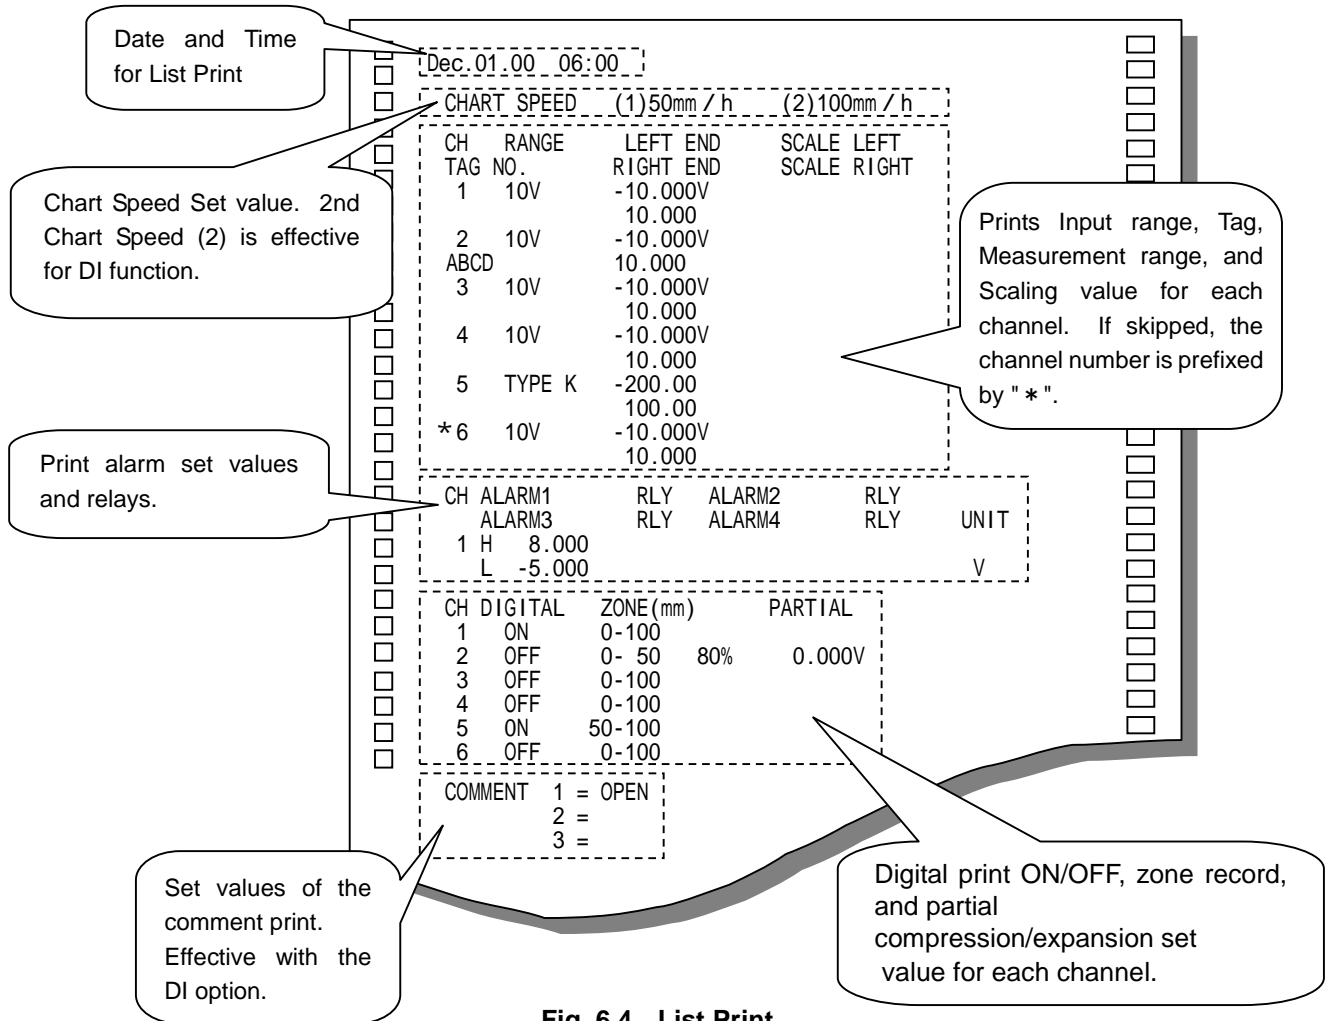 Date and Time
for List Print
Dec.01.00 06:00
CHART SPEED (1)50mm/h (2)100mm/h
Chart Speed Set value. 2nd
Chart Speed (2) is effective
for DI function.
CH RANGE LEFT END SCALE LEFT
TAG NO. RIGHT END SCALE RIGHT
1 10V -10.000V
10.000
2 10V -10.000V
ABCD 10.000
3 10V -10.000V
10.000
4 10V -10.000V
10.000
5 TYPE K -200.00
100.00
*6 10V -10.000V
10.000
Prints Input range, Tag,
Measurement range, and
Scaling value for each
channel. If skipped, the
channel number is prefixed
by "*".
Print alarm set values
and relays.
CH ALARM1 RLY ALARM2 RLY
ALARM3 RLY ALARM4 RLY UNIT
1 H 8.000
L -5.000 V
CH DIGITAL ZONE(mm) PARTIAL
1 ON 0-100
2 OFF 0- 50 80% 0.000V
3 OFF 0-100
4 OFF 0-100
5 ON 50-100
6 OFF 0-100
COMMENT 1 = OPEN
2 =
3 =
Set values of the
comment print.
Effective with the
DI option.
Digital print ON/OFF, zone record,
and partial
compression/expansion set
value for each channel.
Fig. 6.4 List Print